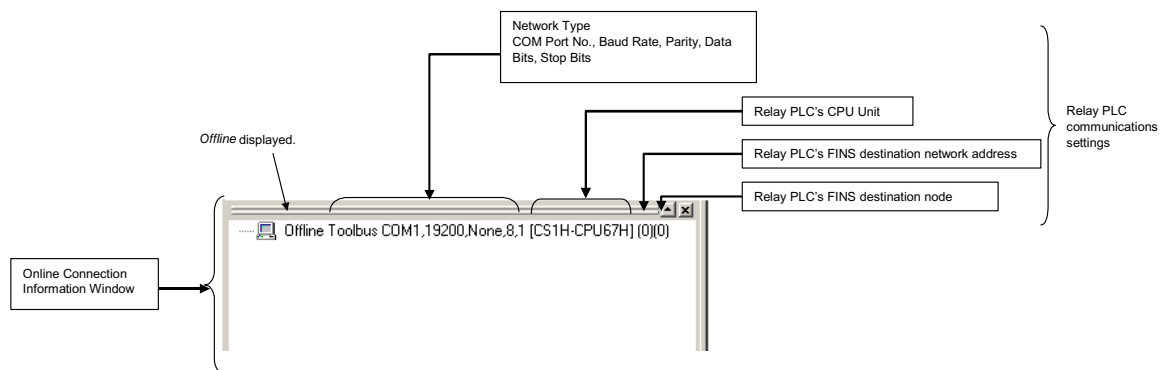 Network Type
COM Port No., Baud Rate, Parity, Data
Bits, Stop Bits
Relay PLC's CPU Unit
Relay PLC
communications
settings
Offline displayed.
Relay PLC's FINS destination network address
Relay PLC's FINS destination node
Offline Toolbus COM1,19200,None,8,1 [CS1H-CPU67H] (0)(0)
Online Connection
Information Window